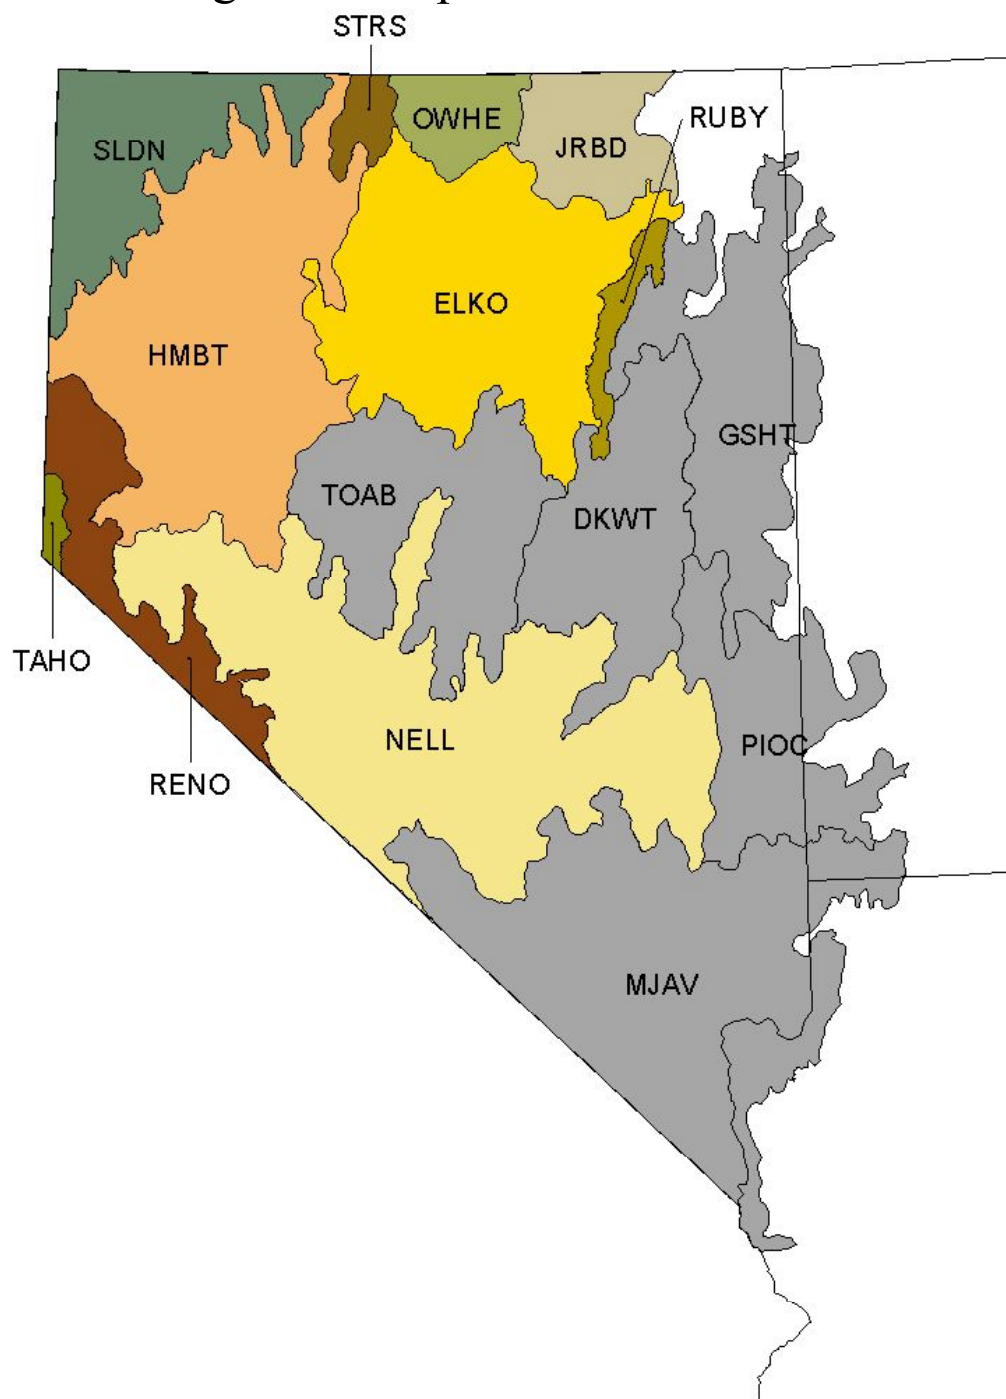 STRS
OWHE
RUBY
SLDN
JRBD
ELKO
HMBT
GSHT
TOAB
DKWT
TAHO
NELL
PIOC
RENO
MJAV